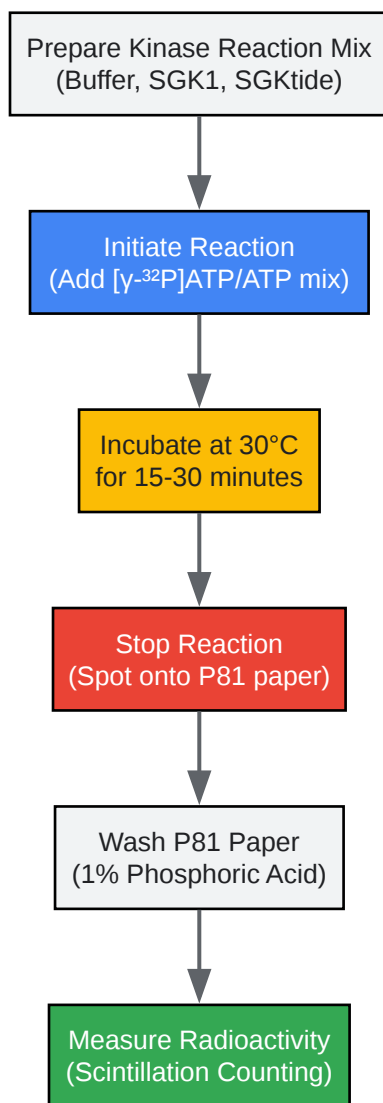 Prepare Kinase Reaction Mix
(Buffer, SGK1, SGKtide)
Initiate Reaction
(Add [γ-³²P]ATP/ATP mix)
Incubate at 30°C
for 15-30 minutes
Stop Reaction
(Spot onto P81 paper)
Wash P81 Paper
(1% Phosphoric Acid)
Measure Radioactivity
(Scintillation Counting)